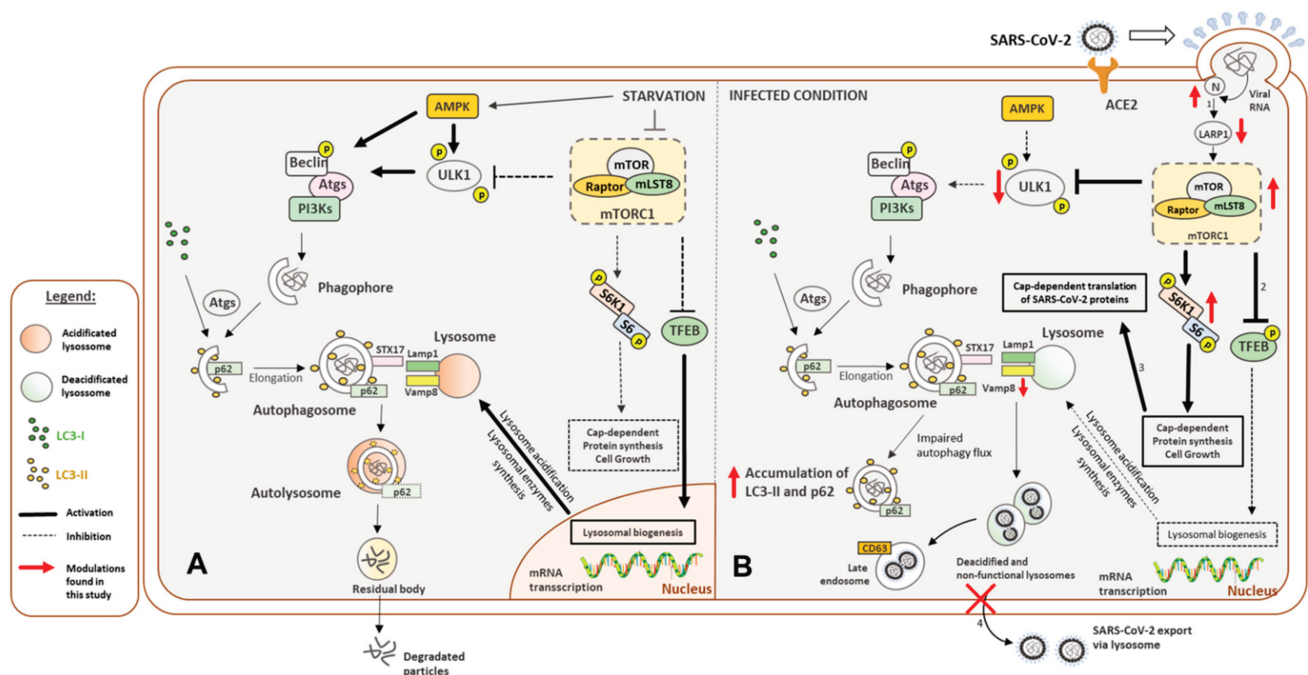 SARS-CoV-2
ACE2
N
1
Viral
RNA
LARP1
Legend:
Acidificated
lysossome
Deacidificated
lysossome
LC3-I
LC3-II
Activation
Inhibition
Modulations
found in
this study
STARVATION
AMPK
P
Beclin
Atgs
PI3Ks
P
ULK1
P
mTOR
Raptor
mLST8
mTORC1
Phagophore
Atgs
p62
Elongation
STX17
Lamp1
Lysosome
Vamp8
p62
Autophagosome
P
S6K1
S6
P
TFEB
Cap-dependent
Protein synthesis
Cell Growth
Lysosome acidification
Lysosomal enzymes
synthesis
Autolysosome
p62
Residual body
Degradated
particles
Lysosomal biogenesis
mRNA
transscription
Nucleus
A
INFECTED CONDITION
AMPK
P
Beclin
Atgs
PI3Ks
P
ULK1
P
mTOR
Raptor
mLST8
mTORC1
Phagophore
Atgs
Cap-dependent translation
of SARS-CoV-2 proteins
P
S6K1
S6
P
2
P
TFEB
3
p62
Elongation
STX17
Lamp1
Lysosome
Vamp8
p62
Autophagosome
Cap-dependent
Protein synthesis
Cell Growth
Impaired
autophagy flux
Accumulation of
LC3-II and p62
p62
Lysosome acidification
Lysosomal enzymes
synthesis
CD63
Late
endosome
Deacidified and
non-functional lysosomes
Lysosomal biogenesis
mRNA
transcription
Nucleus
B
4
SARS-CoV-2 export
via lysosome